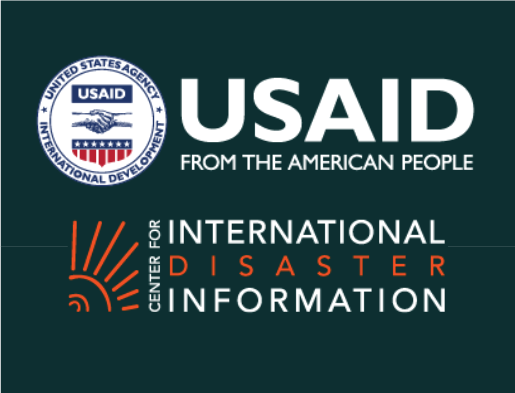 UNITED STATES AGENCY
USAID
INTERNATIONAL DEVELOPMENT
USAID
FROM THE AMERICAN PEOPLE
CENTER FOR
INTERNATIONAL
DISASTER
INFORMATION